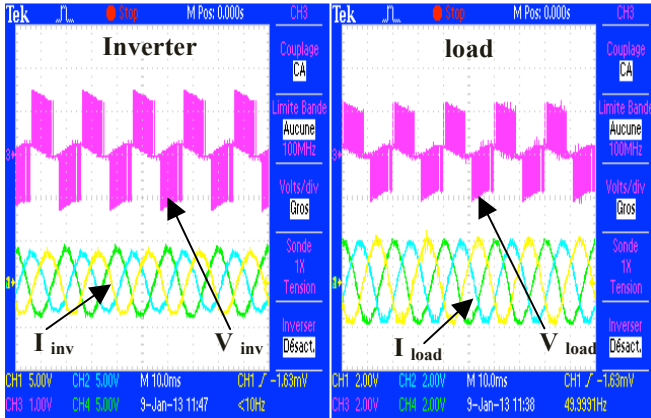 Tek Stop M Pos: 0.000s CH3
Inverter
Couplage
CA
Limite Bande
Aucune
100MHz
Volts/div
Gros
Sonde
1X
Tension
Inverser
Désact.
3
1
I inv
V inv
CH1 5.00V CH2 5.00V M 10.0ms CH1 / -1.63mV
CH3 1.00V CH4 5.00V 9-Jan-13 11:47 <10Hz
Tek Stop M Pos: 0.000s CH3
load
Couplage
CA
Limite Bande
Aucune
100MHz
Volts/div
Gros
Sonde
1X
Tension
Inverser
Désact.
3
1
I load
V load
CH1 2.00V CH2 2.00V M 10.0ms CH1 / -1.63mV
CH3 2.00V CH4 2.00V 9-Jan-13 11:38 49.9991Hz